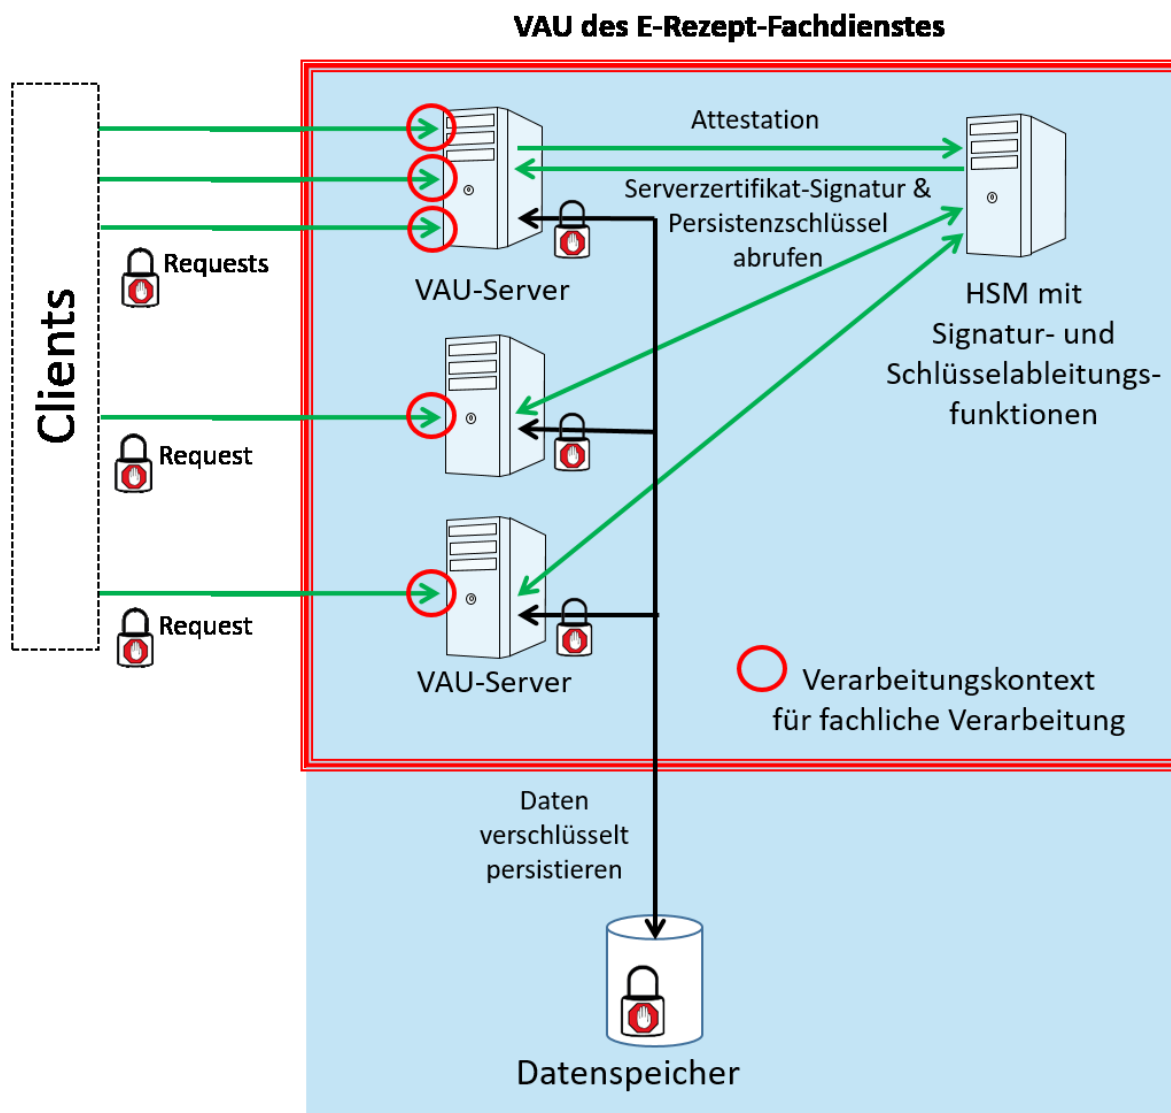 VAU des E-Rezept-Fachdienstes
Clients
Attestation
Serverzertifikat-Signatur &
Persistenzschlüssel
abrufen
Requests
VAU-Server
HSM mit
Signatur- und
Schlüsselableitungs-
funktionen
Request
Request
VAU-Server
Verarbeitungskontext
für fachliche Verarbeitung
Daten
verschlüsselt
persistieren
Datenspeicher